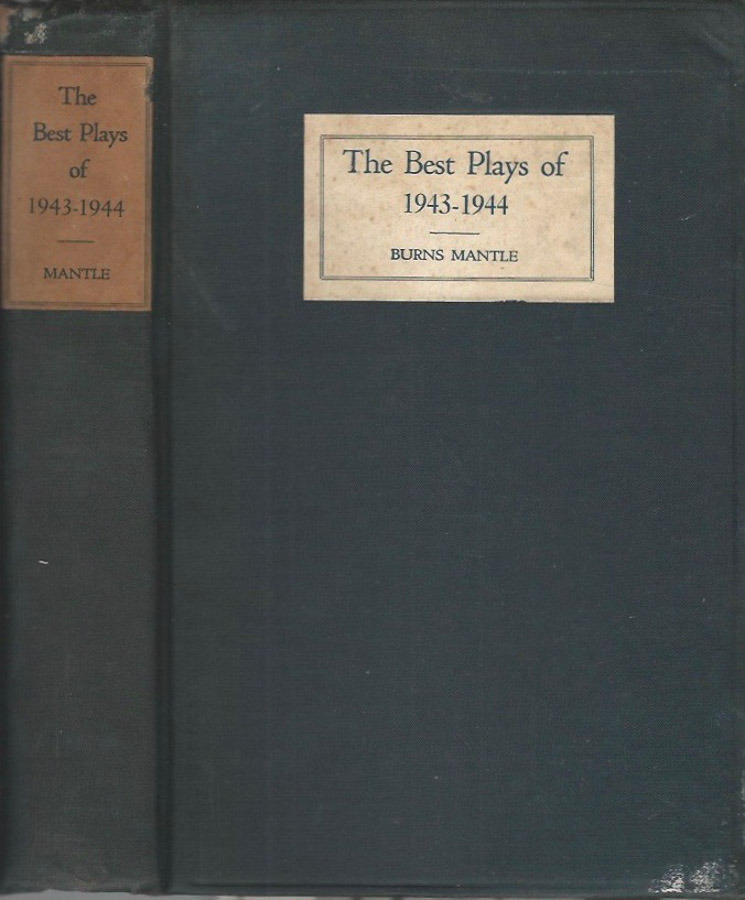 The
Best Plays
of
1943-1944
MANTLE
The Best Plays of
1943-1944
BURNS MANTLE